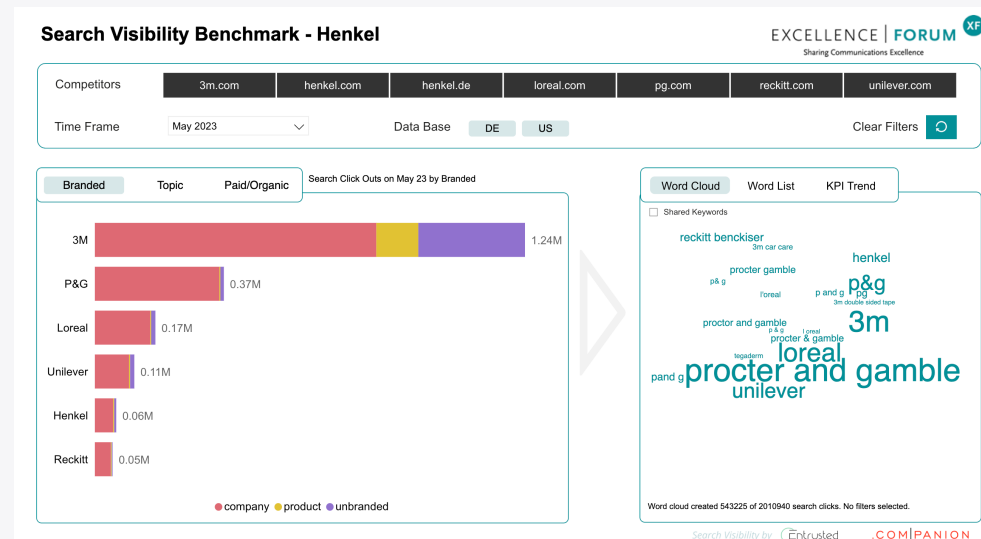 Search Visibility Benchmark - Henkel
EXCELLENCE | FORUM XF
Sharing Communications Excellence
Competitors 3m.com henkel.com henkel.de loreal.com pg.com reckitt.com unilever.com
Time Frame May 2023 Data Base DE US Clear Filters
Branded Topic Paid/Organic Search Click Outs on May 23 by Branded
3M 1.24M
P&G 0.37M
Loreal 0.17M
Unilever 0.11M
Henkel 0.06M
Reckitt 0.05M
company product unbranded
Word Cloud Word List KPI Trend
Shared Keywords
reckitt benckiser
3m car care
henkel
procter gamble
p& g
p&g
l'oreal
p and g
pg
3m double sided tape
proctor and gamble
3m
p & g
l oreal
procter & gamble
loreal
tegaderm
pand g
procter and gamble
unilever
Word cloud created 543225 of 2010940 search clicks. No filters selected.
Search Visibility by Entrusted .COM|PANION